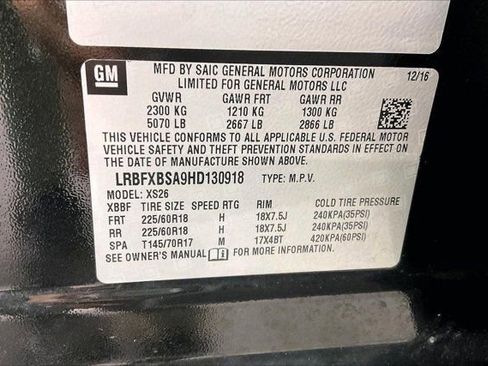 GM
MFD BY SAIC GENERAL MOTORS CORPORATION
LIMITED FOR GENERAL MOTORS LLC
12/16
GVWR GAWR FRT GAWR RR
2300 KG 1210 KG 1300 KG
5070 LB 2667 LB 2866 LB
THIS VEHICLE CONFORMS TO ALL APPLICABLE U.S. FEDERAL MOTOR
VEHICLE SAFETY AND THEFT PREVENTION STANDARDS IN EFFECT ON
THE DATE OF MANUFACTURE SHOWN ABOVE.
LRBFXBSA9HD130918 TYPE: M.P.V.
MODEL: XS26
XBBF TIRE SIZE SPEED RTG RIM COLD TIRE PRESSURE
FRT 225/60R18 H 18X7.5J 240KPA(35PSI)
RR 225/60R18 H 18X7.5J 240KPA(35PSI)
SPA T145/70R17 M 17X4BT 420KPA(60PSI)
SEE OWNER'S MANUAL FOR MORE INFORMATION